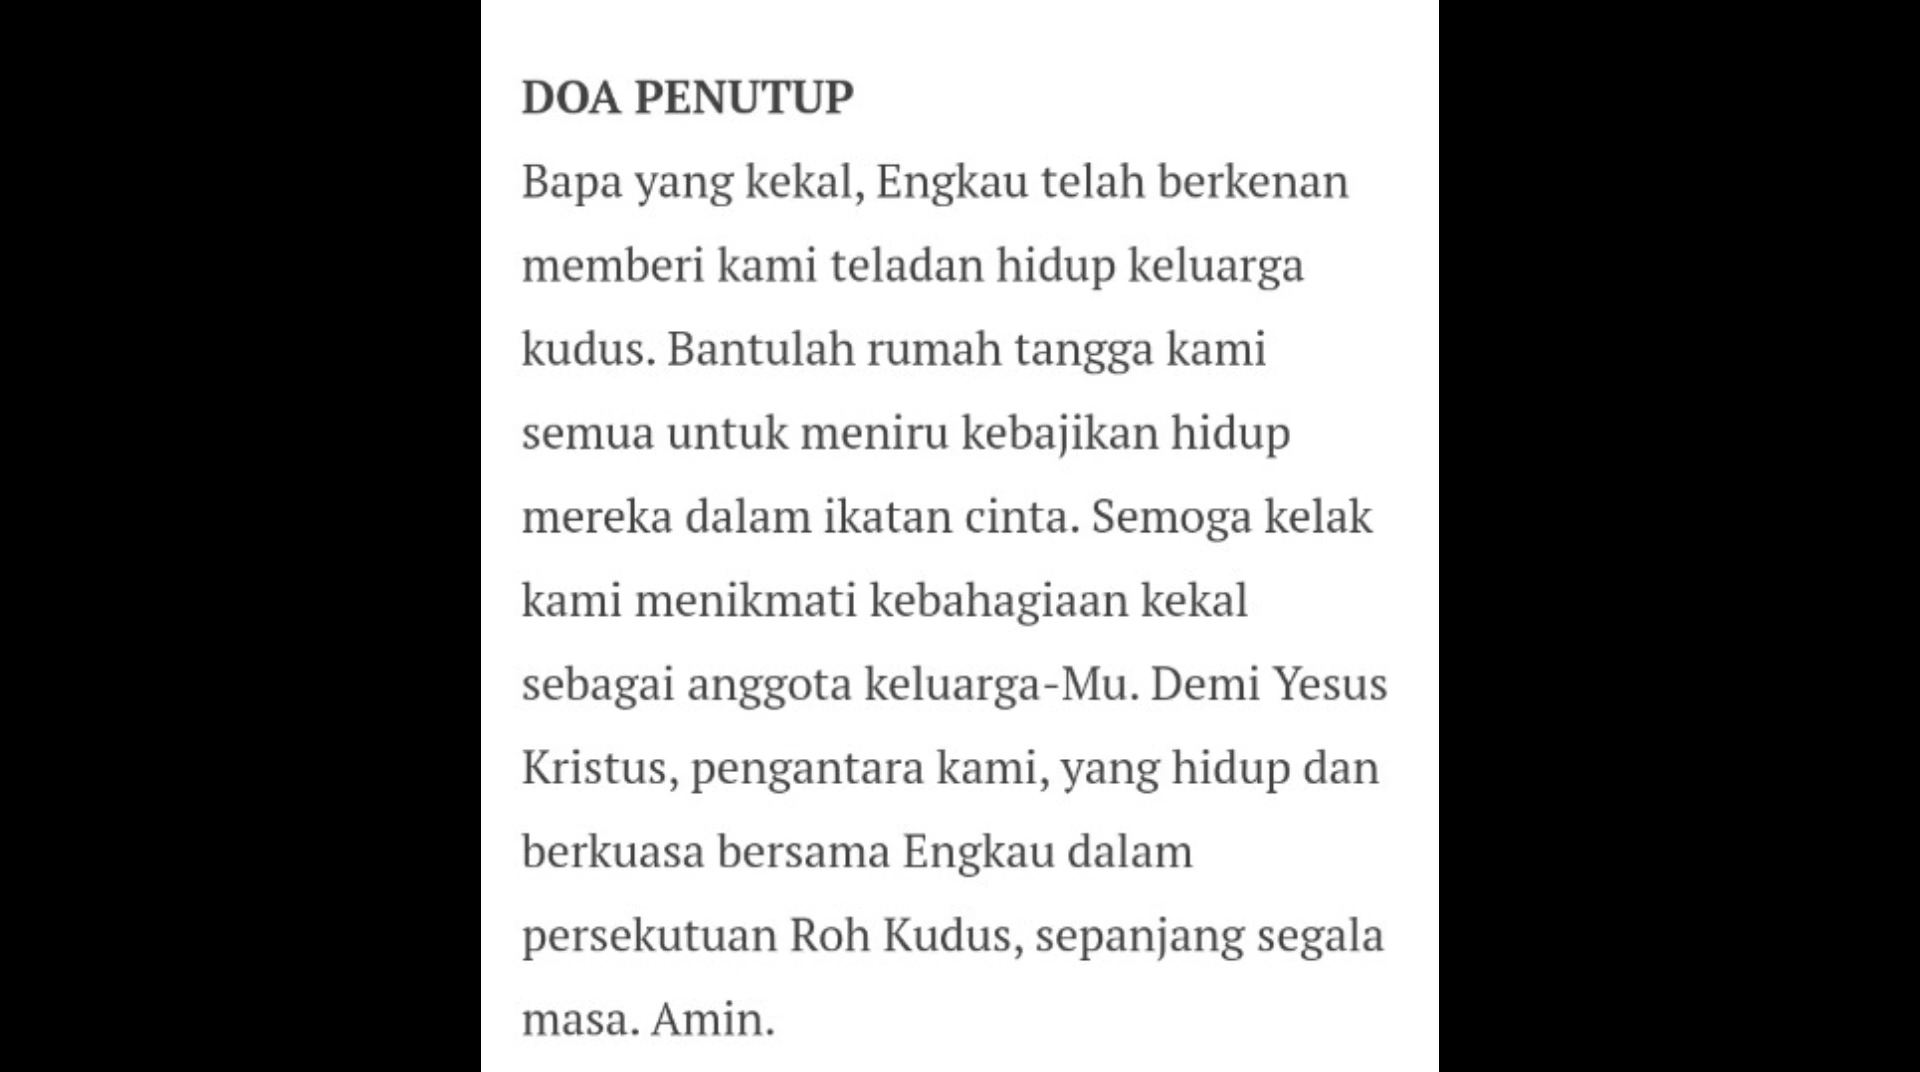 DOA PENUTUP
Bapa yang kekal, Engkau telah berkenan
memberi kami teladan hidup keluarga
kudus. Bantulah rumah tangga kami
semua untuk meniru kebajikan hidup
mereka dalam ikatan cinta. Semoga kelak
kami menikmati kebahagiaan kekal
sebagai anggota keluarga-Mu. Demi Yesus
Kristus, pengantara kami, yang hidup dan
berkuasa bersama Engkau dalam
persekutuan Roh Kudus, sepanjang segala
masa. Amin.